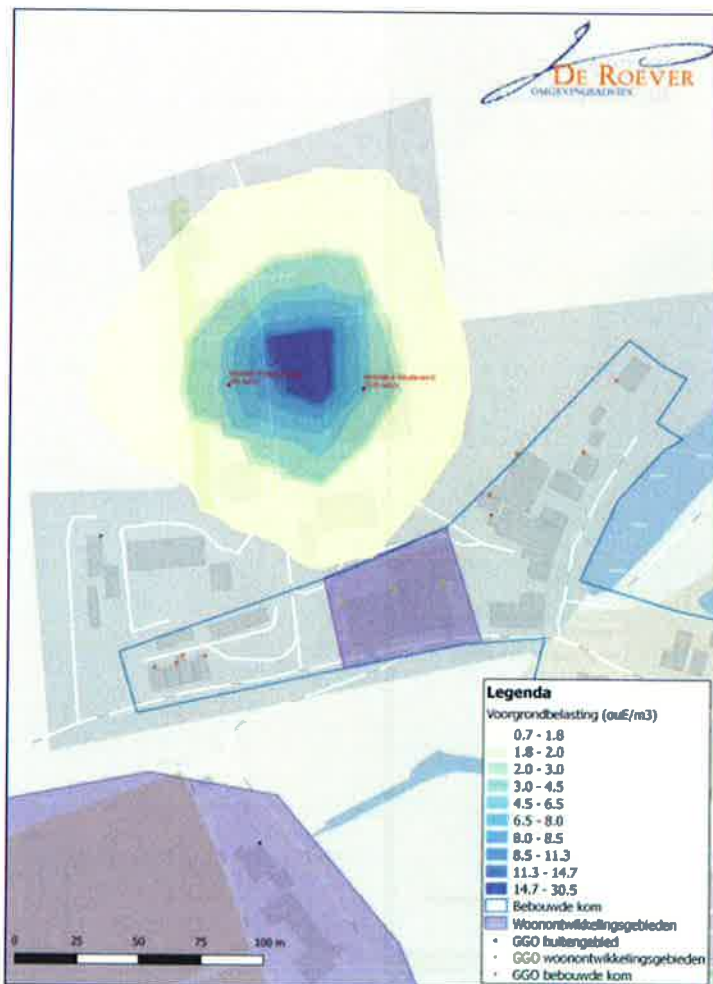 DE ROEVER
OMGEVINGSADVIES
Legenda
Voorgrondbelasting (ouE/m3)
0.7 - 1.8
1.8 - 2.0
2.0 - 3.0
3.0 - 4.5
4.5 - 6.5
6.5 - 8.0
8.0 - 8.5
8.5 - 11.3
11.3 - 14.7
14.7 - 30.5
Bebouwde kom
Woonontwikkelingsgebieden
GGO buitengebied
GGO woonontwikkelingsgebieden
GGO bebouwde kom
0 25 50 75 100 m